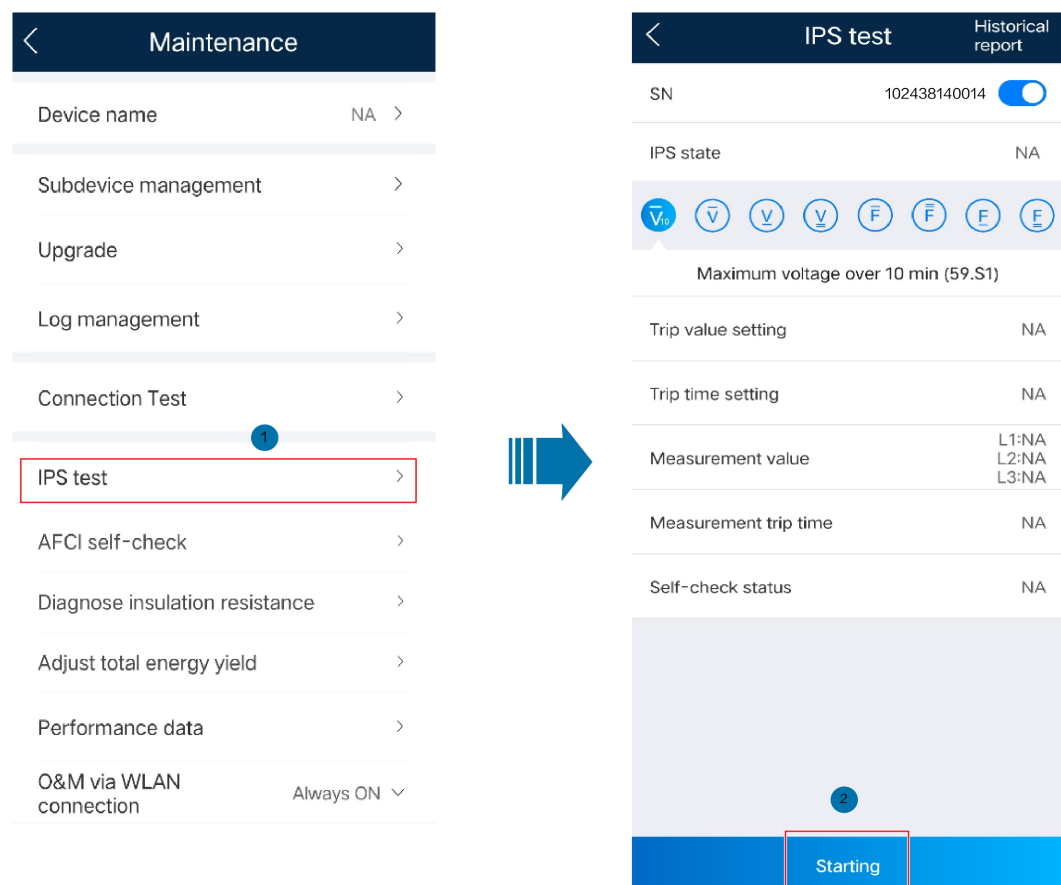 Maintenance
Device name NA
Subdevice management
Upgrade
Log management
Connection Test
1
IPS test
AFCI self-check
Diagnose insulation resistance
Adjust total energy yield
Performance data
O&M via WLAN
connection
Always ON
IPS test
Historical
report
SN 102438140014
IPS state NA
V10 V V V F F F F
Maximum voltage over 10 min (59.S1)
Trip value setting NA
Trip time setting NA
Measurement value
L1:NA
L2:NA
L3:NA
Measurement trip time NA
Self-check status NA
2
Starting